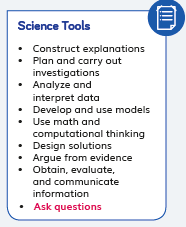 Science Tools
• Construct explanations
• Plan and carry out
investigations
• Analyze and
interpret data
• Develop and use models
• Use math and
computational thinking
• Design solutions
• Argue from evidence
• Obtain, evaluate,
and communicate
information
• Ask questions